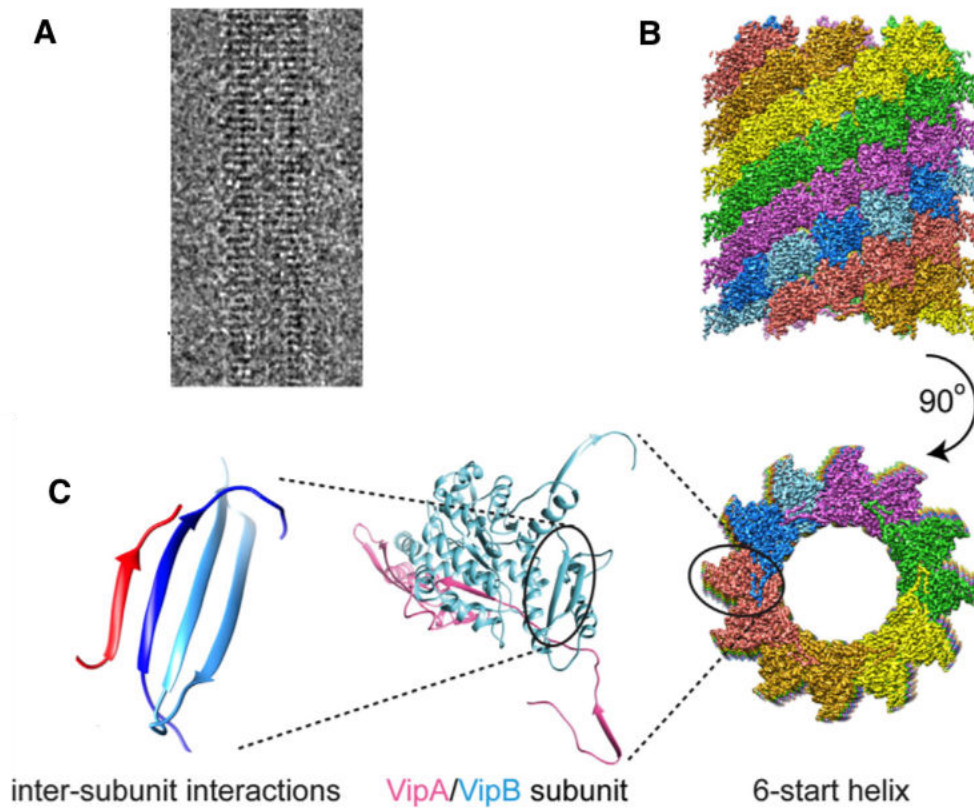 A
B
90°
C
inter-subunit interactions
VipA/VipB subunit
6-start helix